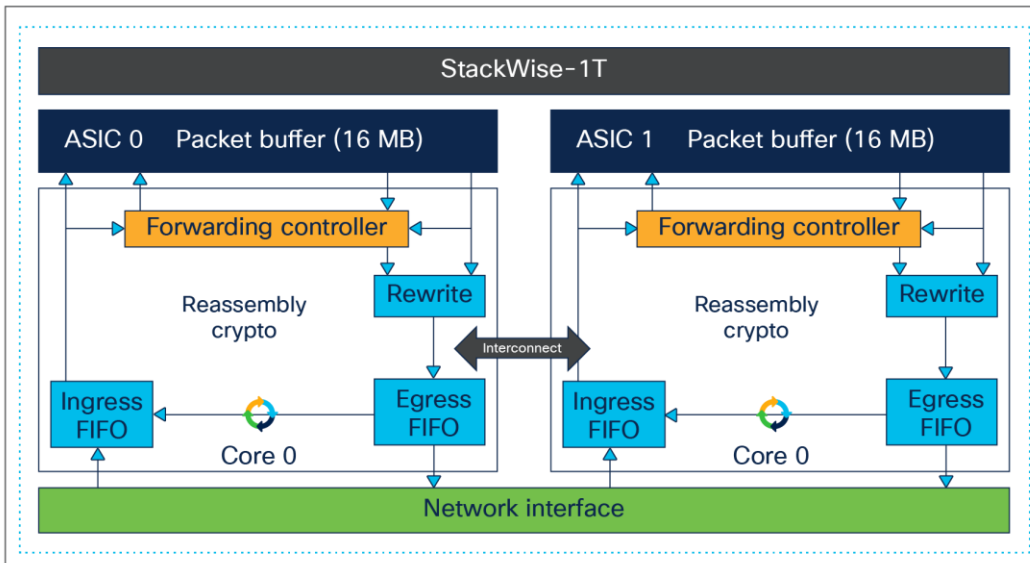 StackWise-1T
ASIC 0 Packet buffer (16 MB)
Forwarding controller
Rewrite
Reassembly
crypto
Ingress
FIFO
Egress
FIFO
Core 0
Interconnect
ASIC 1 Packet buffer (16 MB)
Forwarding controller
Rewrite
Reassembly
crypto
Ingress
FIFO
Egress
FIFO
Core 0
Network interface